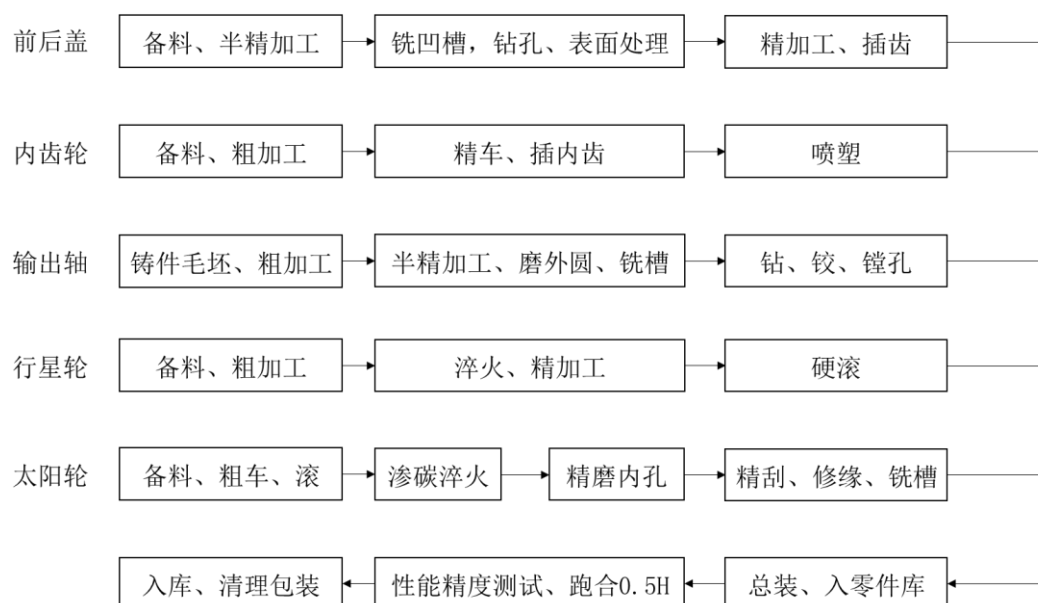 前后盖 备料、半精加工 铣凹槽，钻孔、表面处理 精加工、插齿
内齿轮 备料、粗加工 精车、插内齿 喷塑
输出轴 铸件毛坯、粗加工 半精加工、磨外圆、铣槽 钻、铰、镗孔
行星轮 备料、粗加工 淬火、精加工 硬滚
太阳轮 备料、粗车、滚 渗碳淬火 精磨内孔 精刮、修缘、铣槽
入库、清理包装 性能精度测试、跑合0.5H 总装、入零件库